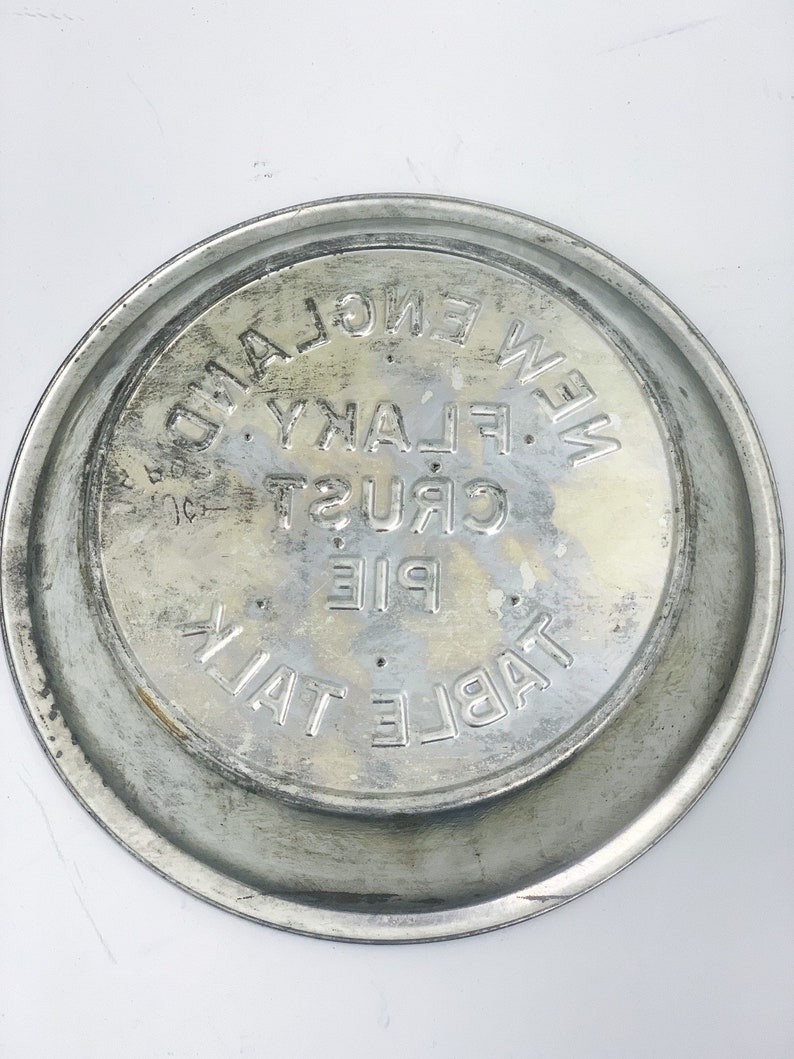 NEW ENGLAND
FLAKY
CRUST
PIE
TABLE TALK